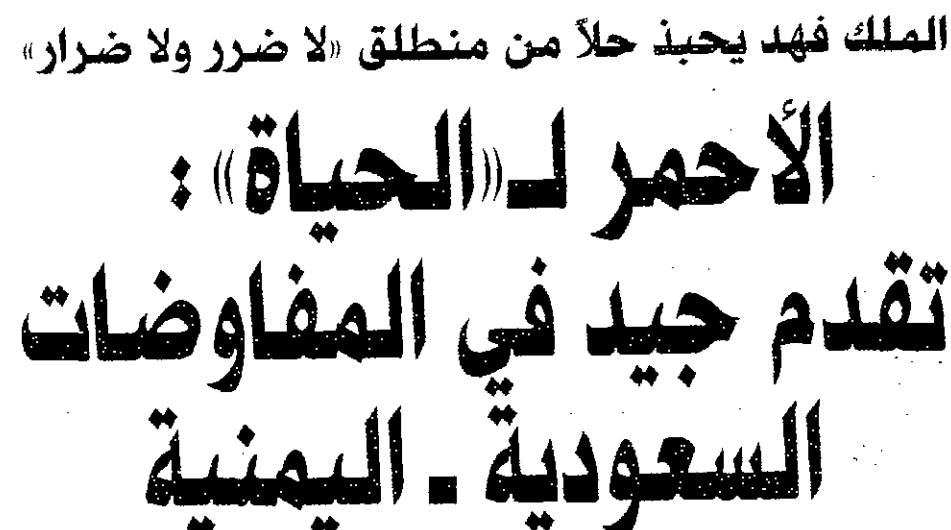 الملك فهد يحبذ حلاً من منطلق «لا ضرر ولا ضرار»
الأحمر لـ«الحياة» :
تقدم جيد في المفاوضات
السعودية - اليمنية